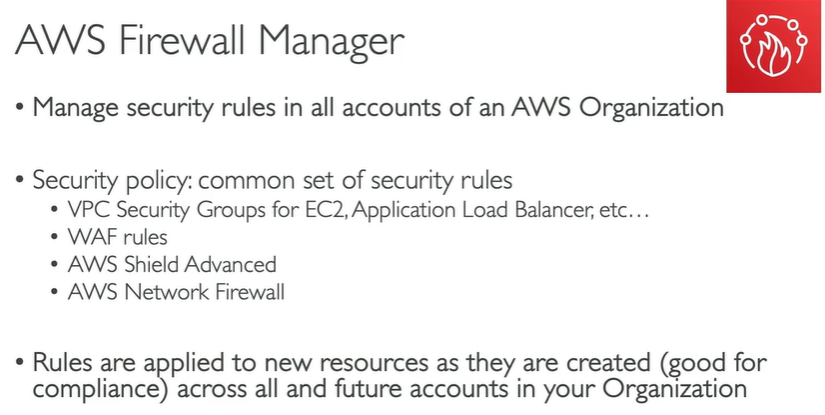 AWS Firewall Manager
• Manage security rules in all accounts of an AWS Organization
• Security policy: common set of security rules
• VPC Security Groups for EC2, Application Load Balancer, etc…
• WAF rules
• AWS Shield Advanced
• AWS Network Firewall
• Rules are applied to new resources as they are created (good for
compliance) across all and future accounts in your Organization